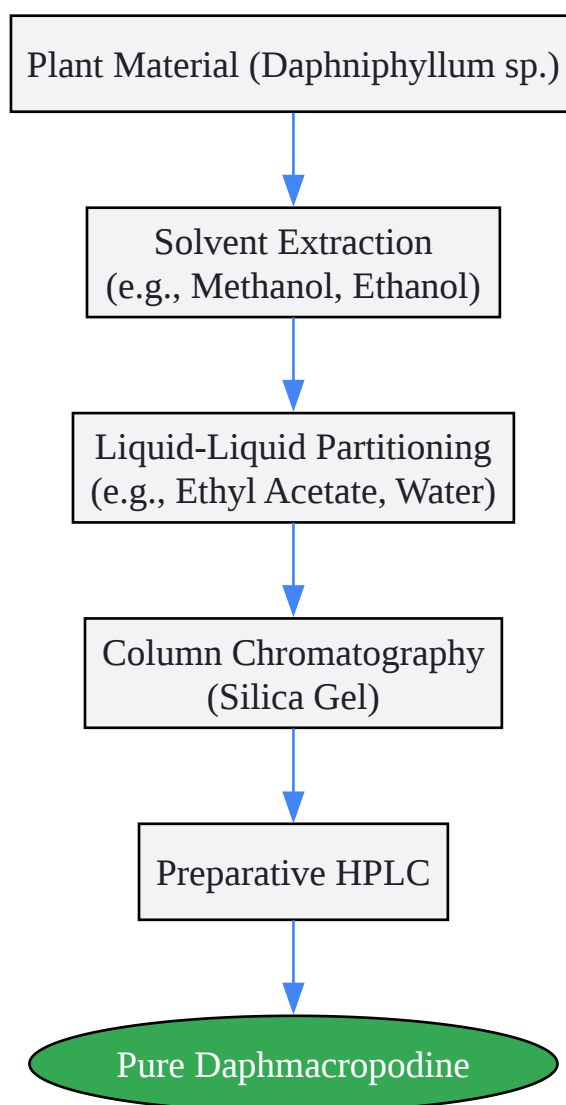 Plant Material (Daphniphyllum sp.)
Solvent Extraction
(e.g., Methanol, Ethanol)
Liquid-Liquid Partitioning
(e.g., Ethyl Acetate, Water)
Column Chromatography
(Silica Gel)
Preparative HPLC
Pure Daphmacropodine